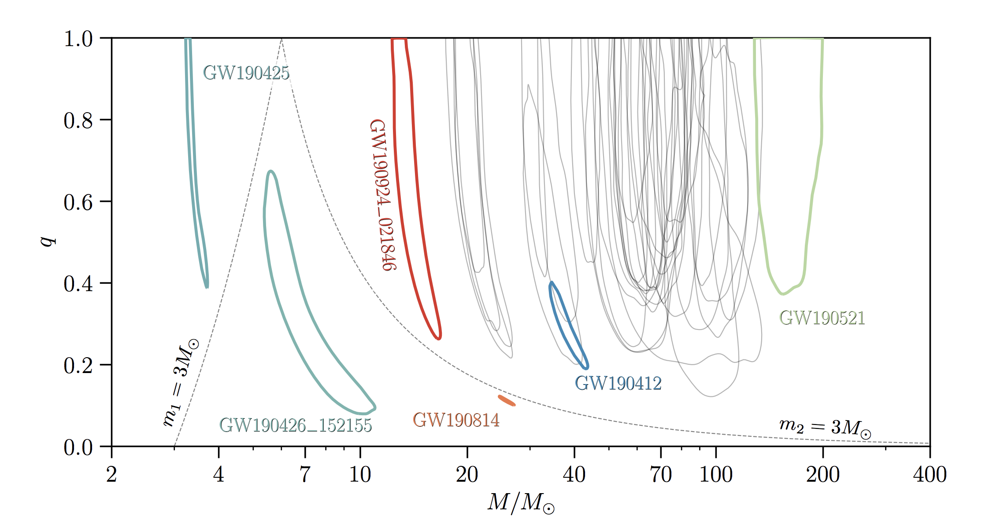 1.0
0.8
0.6
0.4
0.2
0.0
q
GW190425
GW190924_021846
GW190521
GW190412
GW190814
GW190426_152155
m₁ = 3M⊙
m₂ = 3M⊙
2 4 7 10 20 40 70 100 200 400
M/M⊙